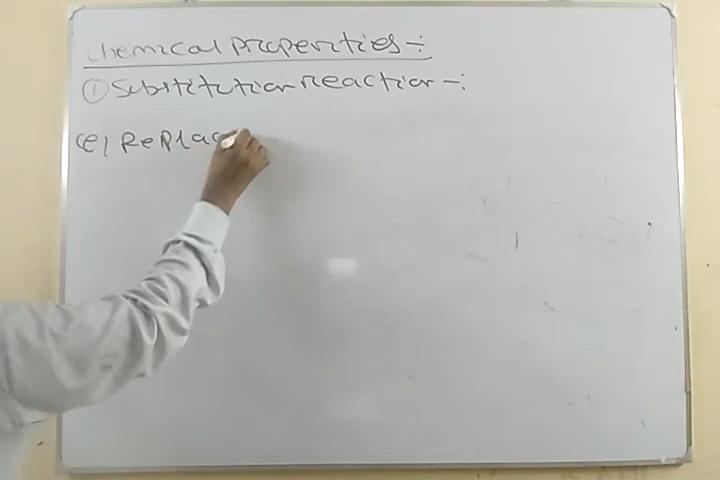 Chemical Properties -:
① Substitution reaction -:
(e) Replac